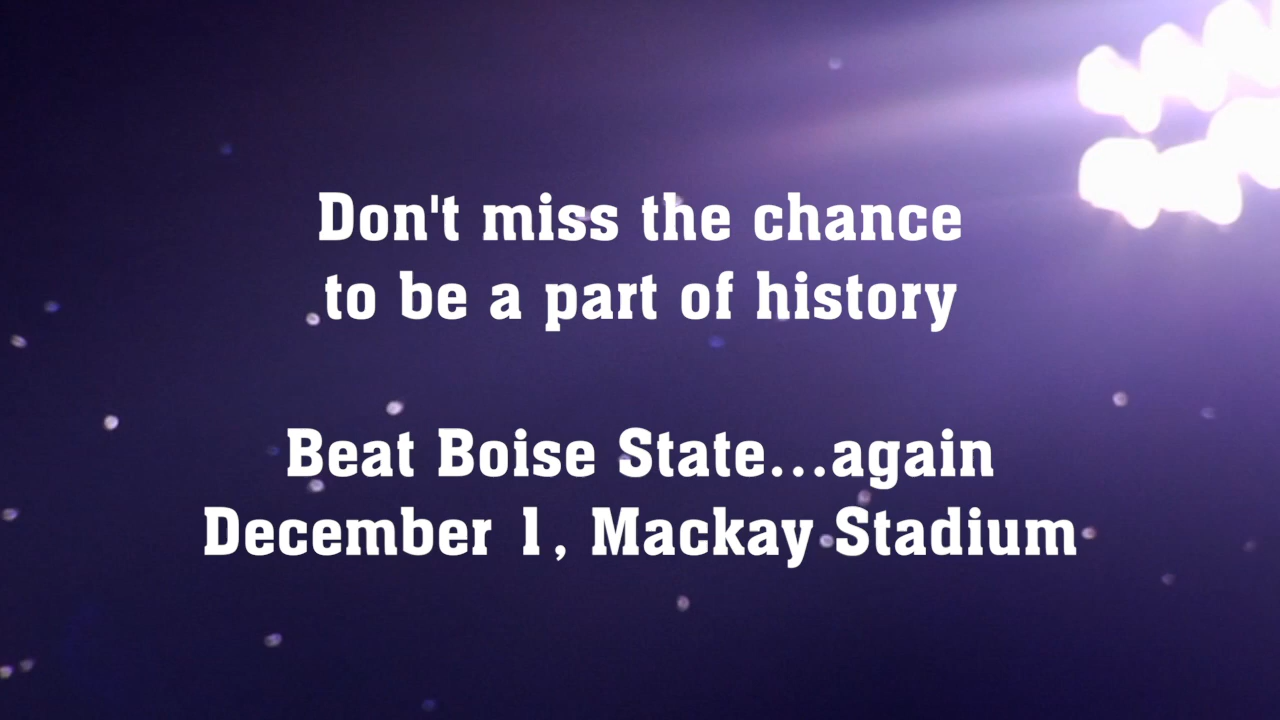 Don't miss the chance
to be a part of history
Beat Boise State...again
December 1, Mackay Stadium